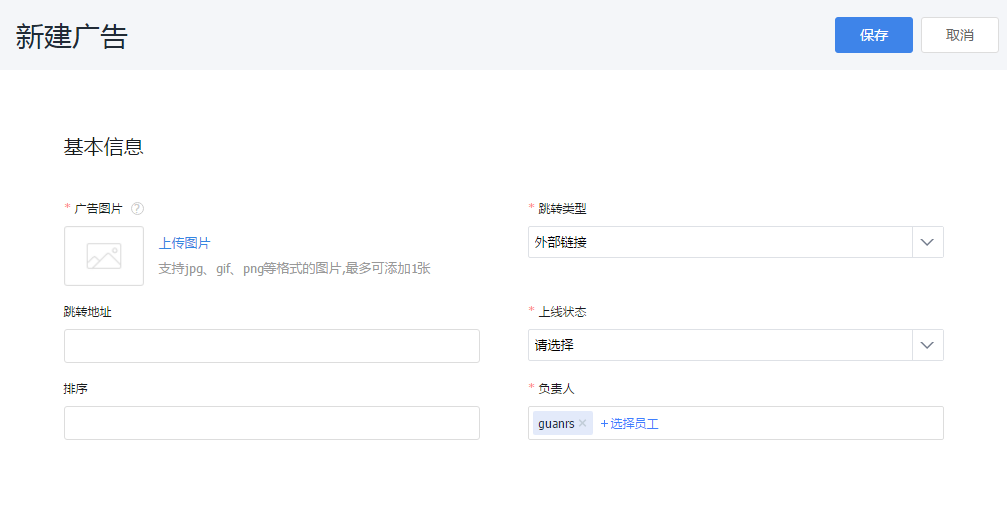 新建广告
保存
取消
基本信息
* 广告图片 ?
* 跳转类型
上传图片
支持jpg、gif、png等格式的图片,最多可添加1张
外部链接
跳转地址
* 上线状态
请选择
排序
* 负责人
guanrs × +选择员工